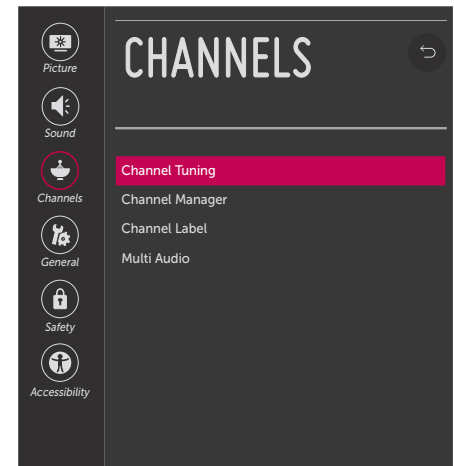 Picture
Sound
Channels
General
Safety
Accessibility
CHANNELS
Channel Tuning
Channel Manager
Channel Label
Multi Audio